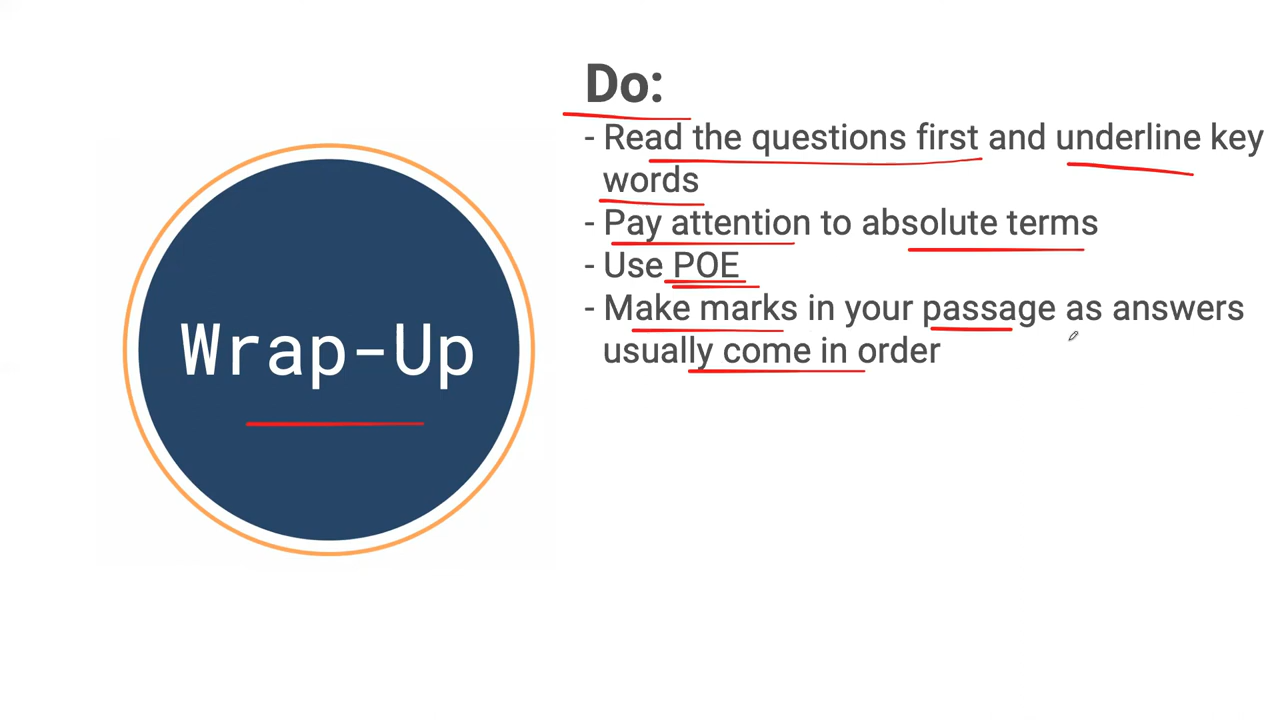 Wrap-Up
Do:
- Read the questions first and underline key
words
- Pay attention to absolute terms
- Use POE
- Make marks in your passage as answers
usually come in order